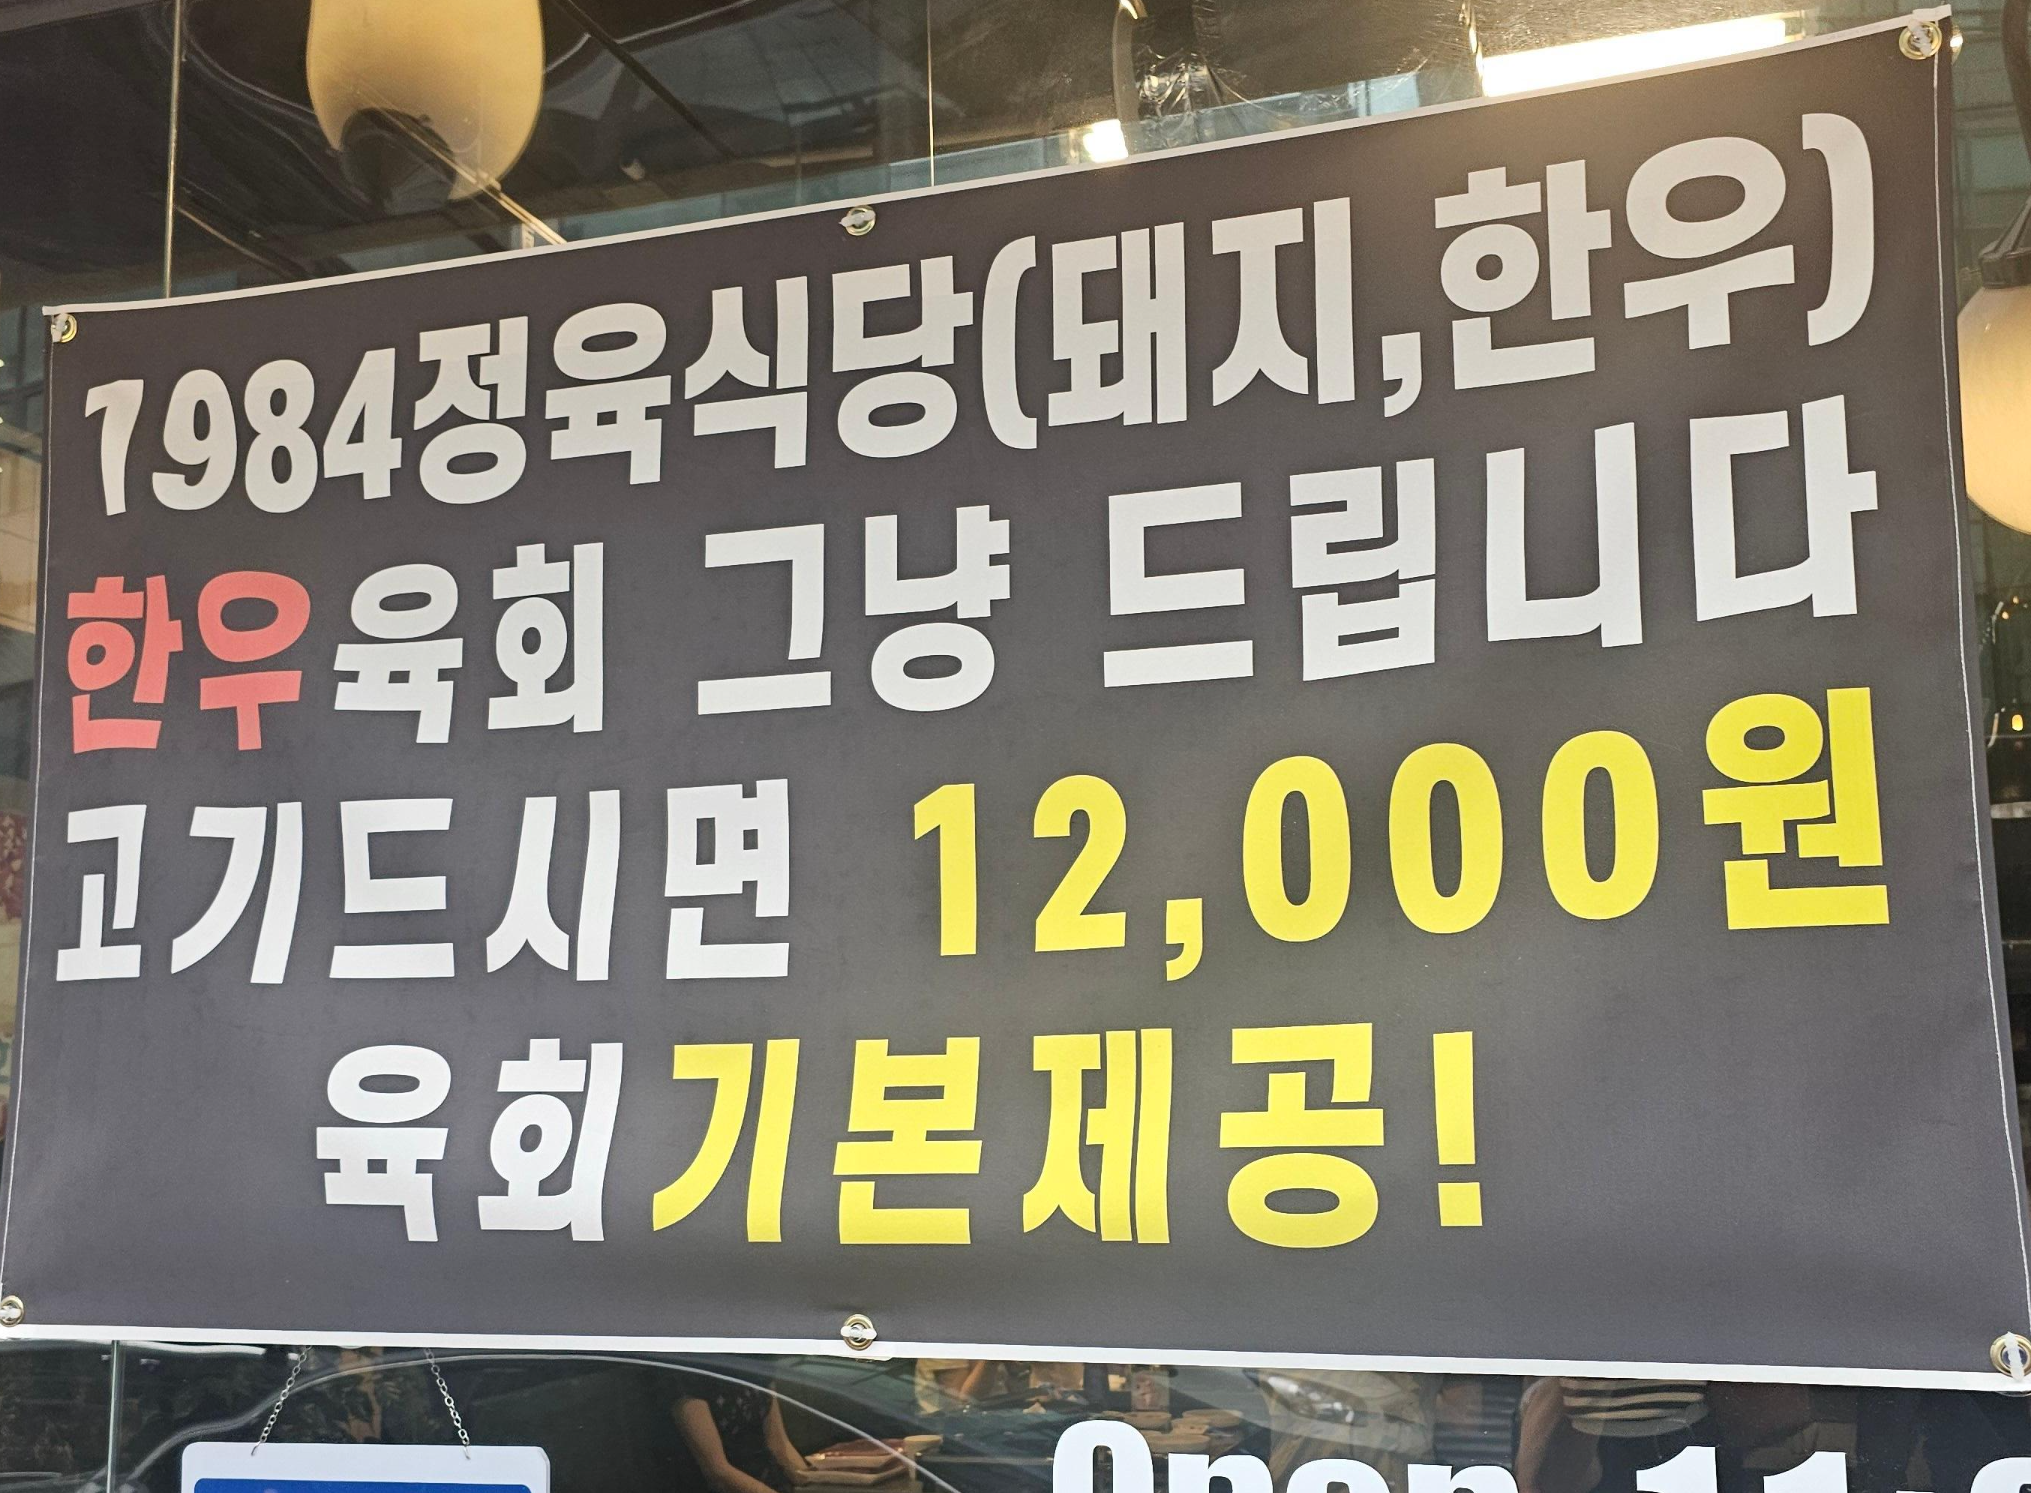 1984정육식당(돼지,한우)
한우육회 그냥 드립니다
고기드시면 12,000원
육회기본제공!
Open 11: